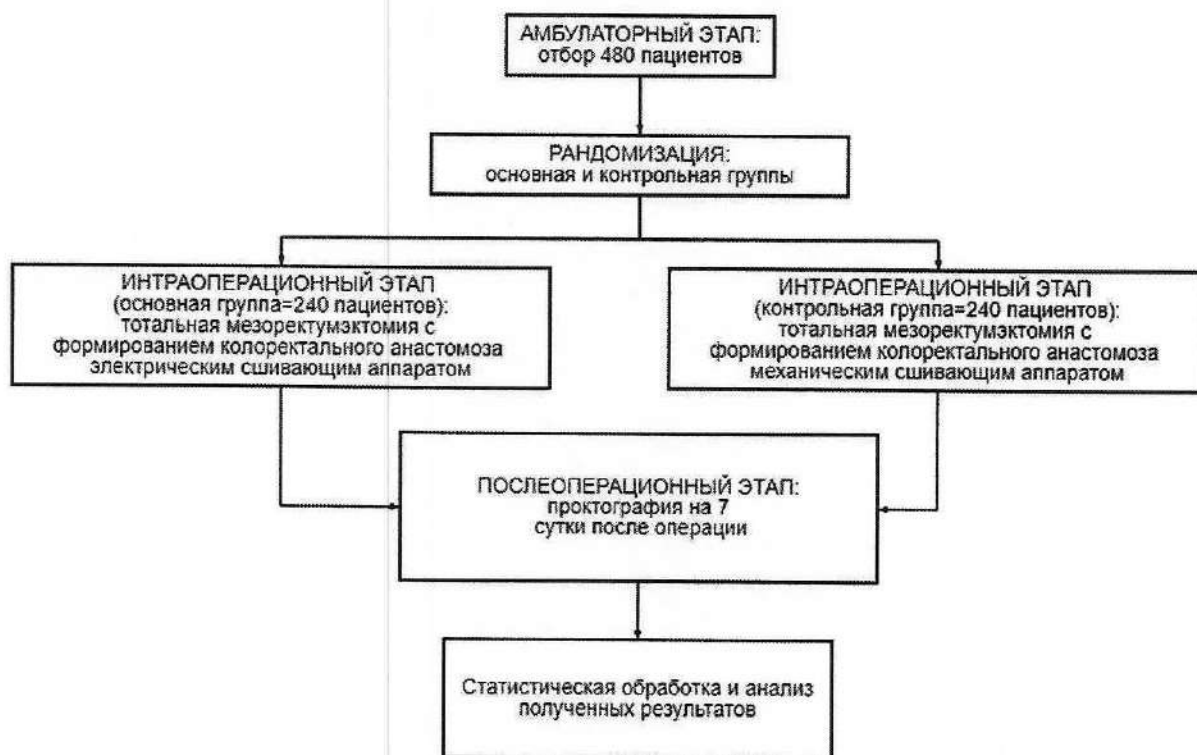 АМБУЛАТОРНЫЙ ЭТАП:
отбор 480 пациентов
РАНДОМИЗАЦИЯ:
основная и контрольная группы
ИНТРАОПЕРАЦИОННЫЙ ЭТАП
(основная группа=240 пациентов):
тотальная мезоректумэктомия с
формированием колоректального анастомоза
электрическим сшивающим аппаратом
ИНТРАОПЕРАЦИОННЫЙ ЭТАП
(контрольная группа=240 пациентов):
тотальная мезоректумэктомия с
формированием колоректального анастомоза
механическим сшивающим аппаратом
ПОСЛЕОПЕРАЦИОННЫЙ ЭТАП:
проктография на 7
сутки после операции
Статистическая обработка и анализ
полученных результатов